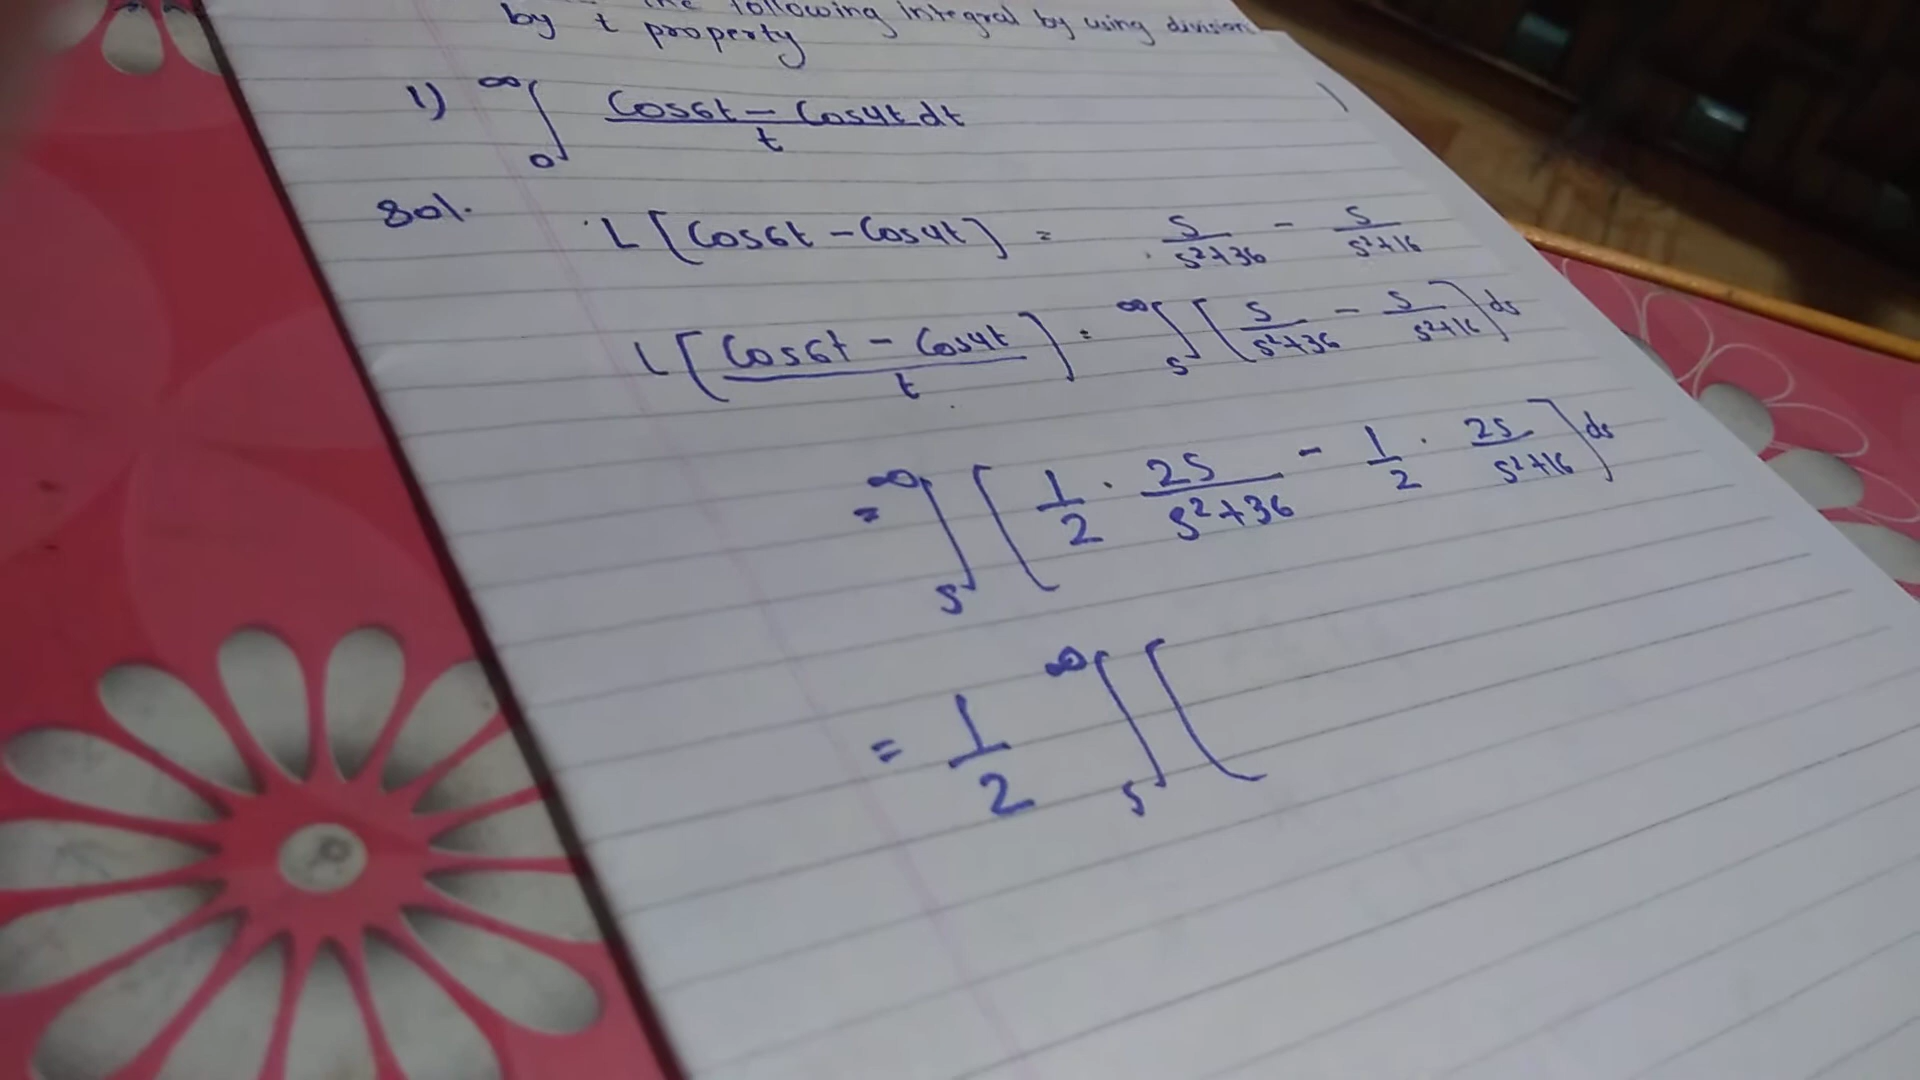 the following integral by using division
by t property
1) ∞∫0 Cos6t - Cos4t dt / t
Sol. L[Cos6t - Cos4t] = s/s²+36 - s/s²+16
L[Cos6t - Cos4t / t] = ∞∫s [s/s²+36 - s/s²+16] ds
= ∞∫s [1/2 · 2s/s²+36 - 1/2 · 2s/s²+16] ds
= 1/2 ∞∫s [